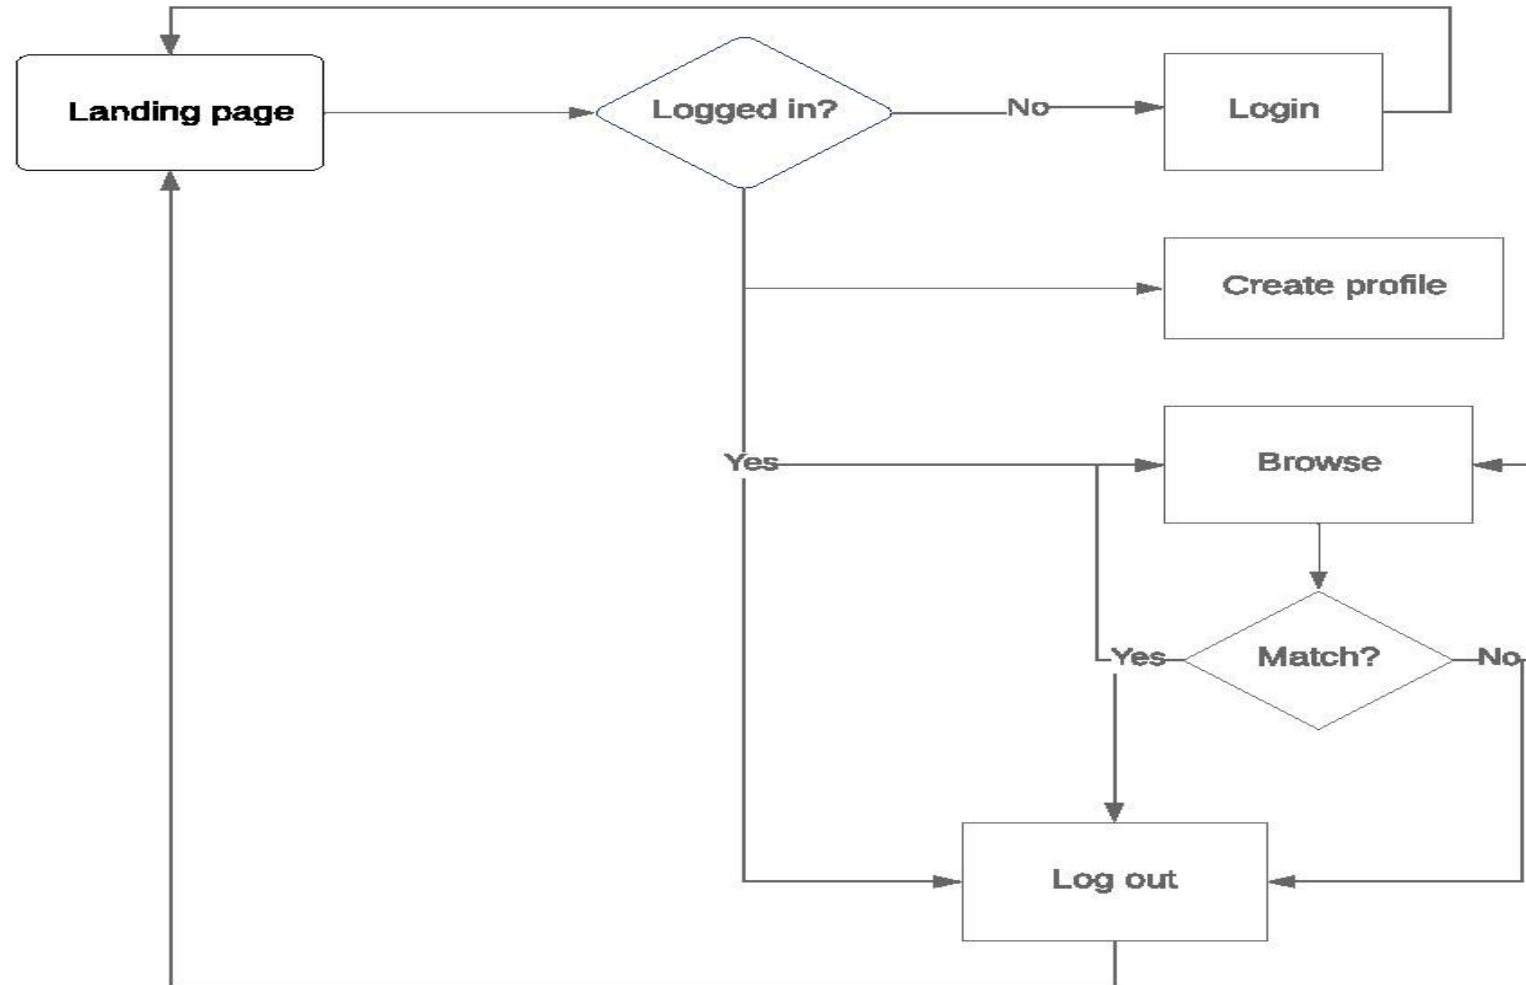 Landing page
Logged in?
No
Login
Create profile
Yes
Browse
Yes
Match?
No
Log out